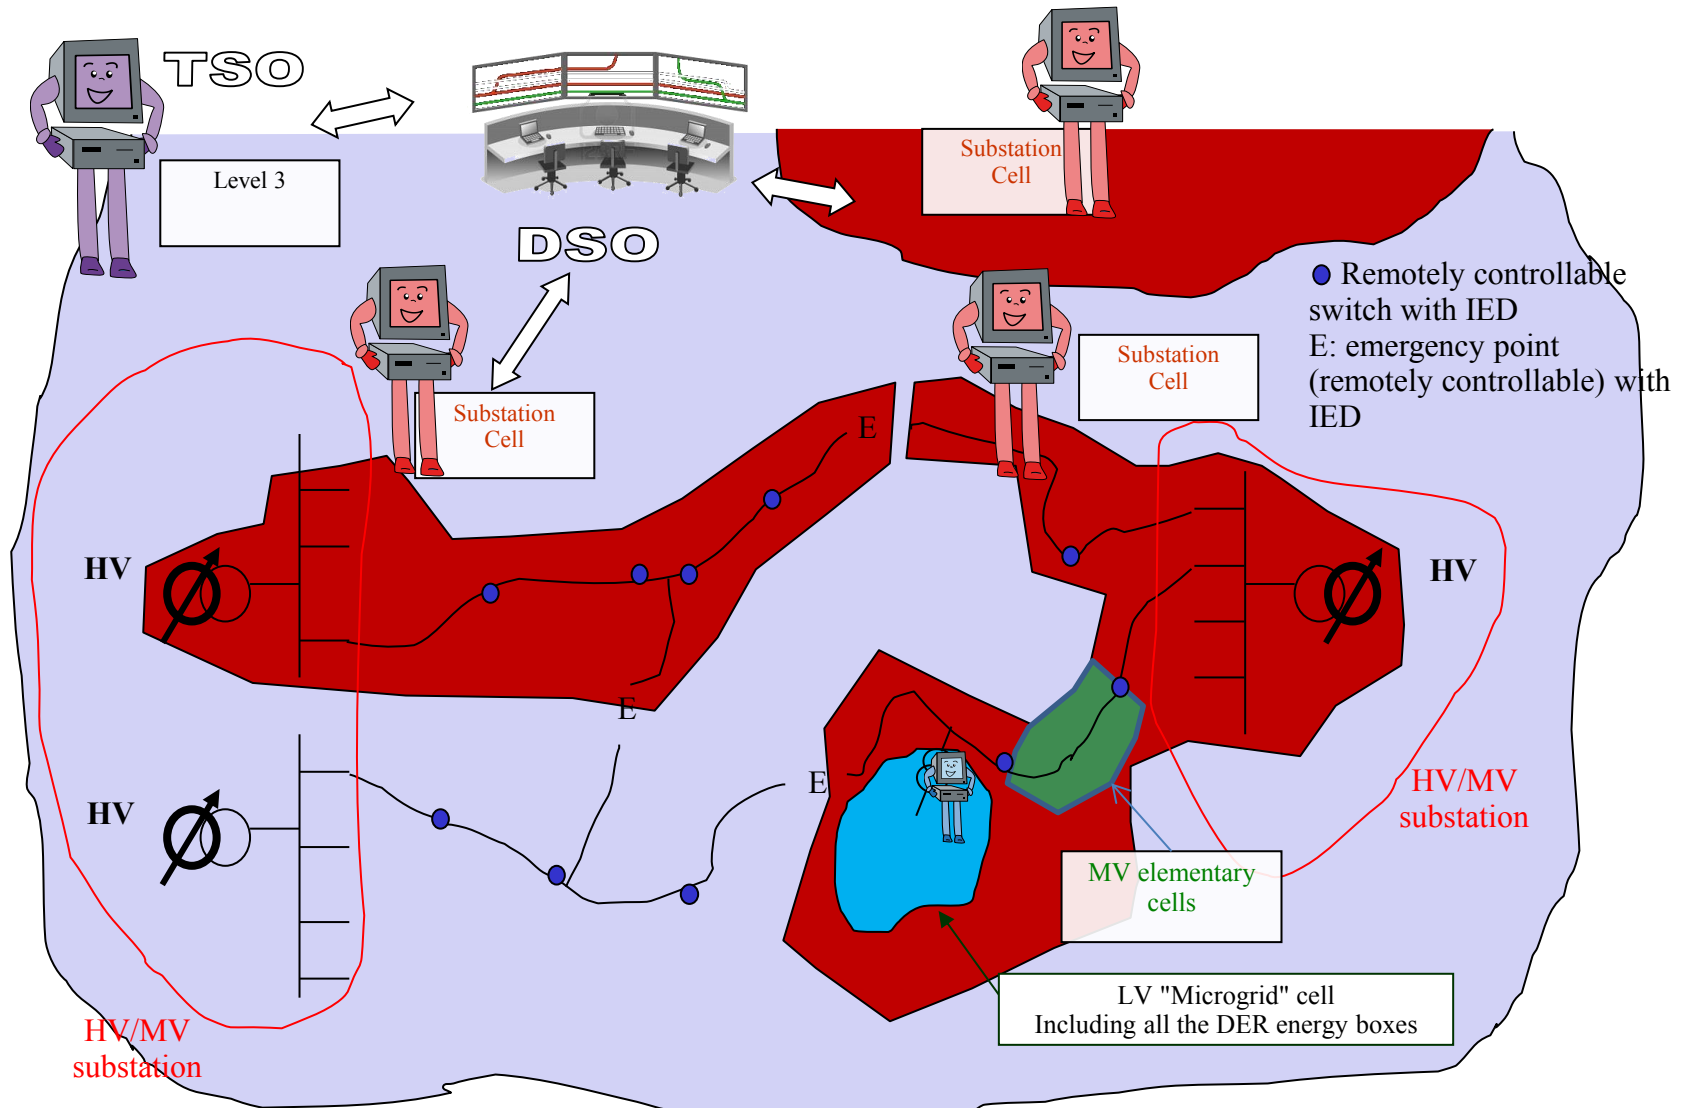 TSO
Level 3
DSO
Substation
Cell
Substation
Cell
Substation
Cell
Remotely controllable
switch with IED
E: emergency point
(remotely controllable) with
IED
E
HV
HV
E
HV
E
HV/MV
substation
MV elementary
cells
LV "Microgrid" cell
Including all the DER energy boxes
HV/MV
substation